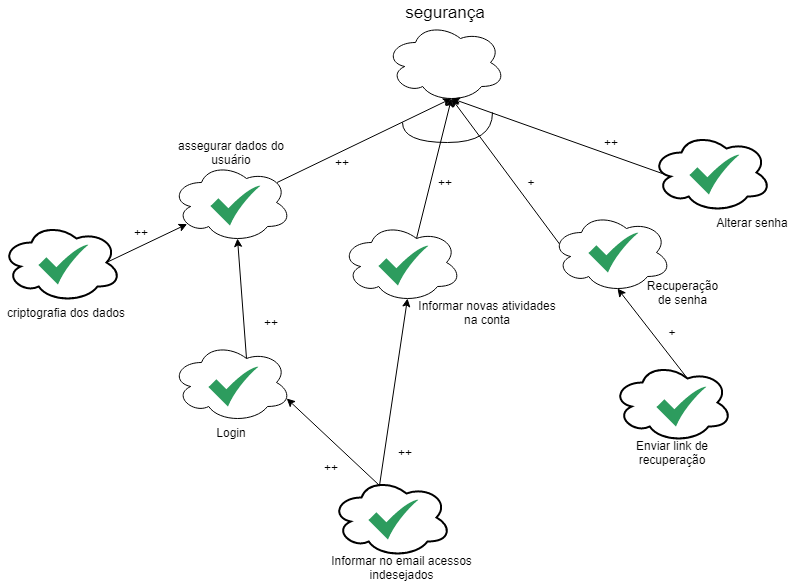 segurança
assegurar dados do
usuário
++
++
++
+
++
Alterar senha
++
criptografia dos dados
Informar novas atividades
na conta
Recuperação
de senha
++
+
Login
Enviar link de
recuperação
++
++
Informar no email acessos
indesejados